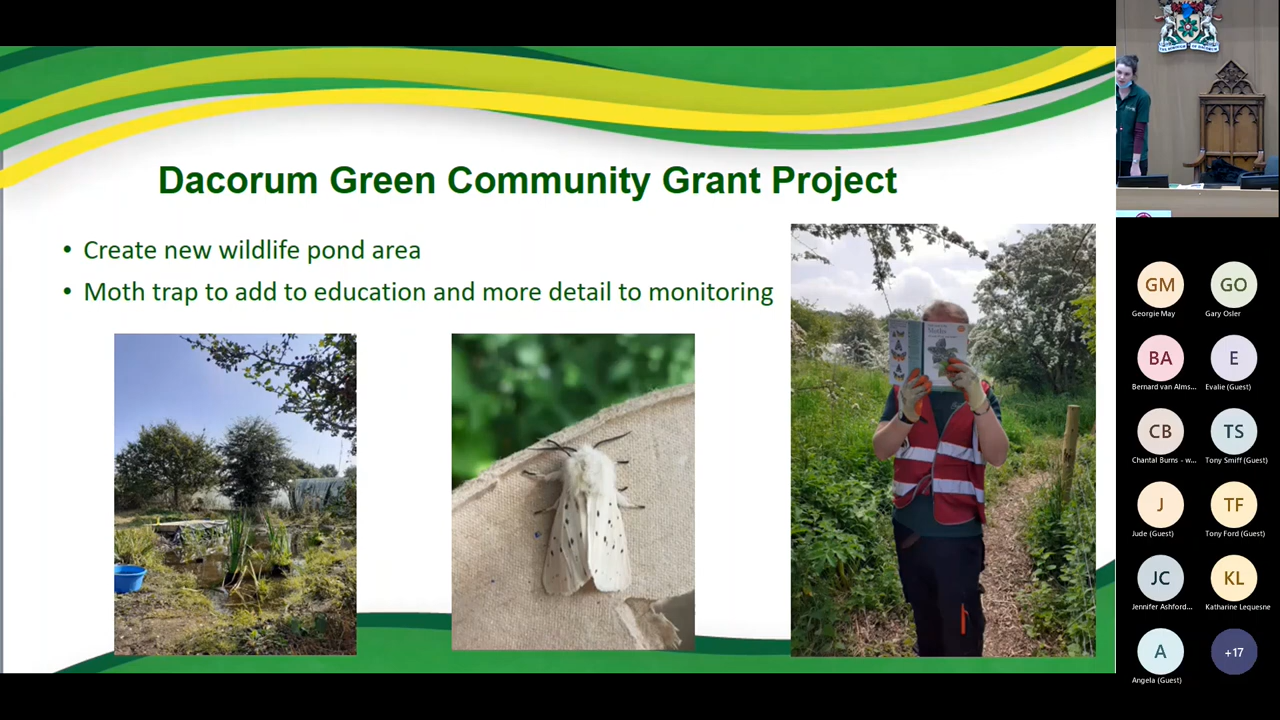 Dacorum Green Community Grant Project
• Create new wildlife pond area
• Moth trap to add to education and more detail to monitoring
Moths
GM
GO
Georgie May
Gary Osler
BA
E
Bernard van Alms...
Evalie (Guest)
CB
TS
Chantal Burns - w...
Tony Smiff (Guest)
J
TF
Jude (Guest)
Tony Ford (Guest)
JC
KL
Jennifer Ashford...
Katharine Lequesne
A
+17
Angela (Guest)